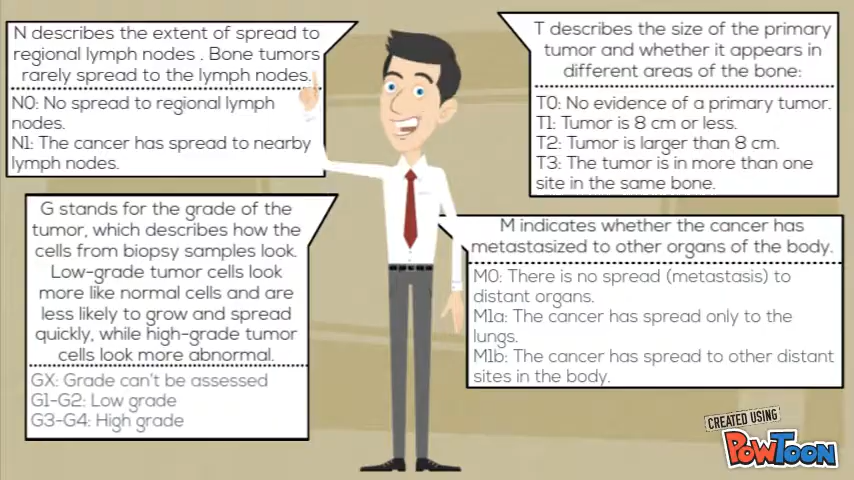 N describes the extent of spread to
regional lymph nodes . Bone tumors
rarely spread to the lymph nodes.
N0: No spread to regional lymph
nodes.
N1: The cancer has spread to nearby
lymph nodes.
T describes the size of the primary
tumor and whether it appears in
different areas of the bone:
T0: No evidence of a primary tumor.
T1: Tumor is 8 cm or less.
T2: Tumor is larger than 8 cm.
T3: The tumor is in more than one
site in the same bone.
G stands for the grade of the
tumor, which describes how the
cells from biopsy samples look.
Low-grade tumor cells look
more like normal cells and are
less likely to grow and spread
quickly, while high-grade tumor
cells look more abnormal.
GX: Grade can't be assessed
G1-G2: Low grade
G3-G4: High grade
M indicates whether the cancer has
metastasized to other organs of the body.
M0: There is no spread (metastasis) to
distant organs.
M1a: The cancer has spread only to the
lungs.
M1b: The cancer has spread to other distant
sites in the body.
CREATED USING
POWTOON